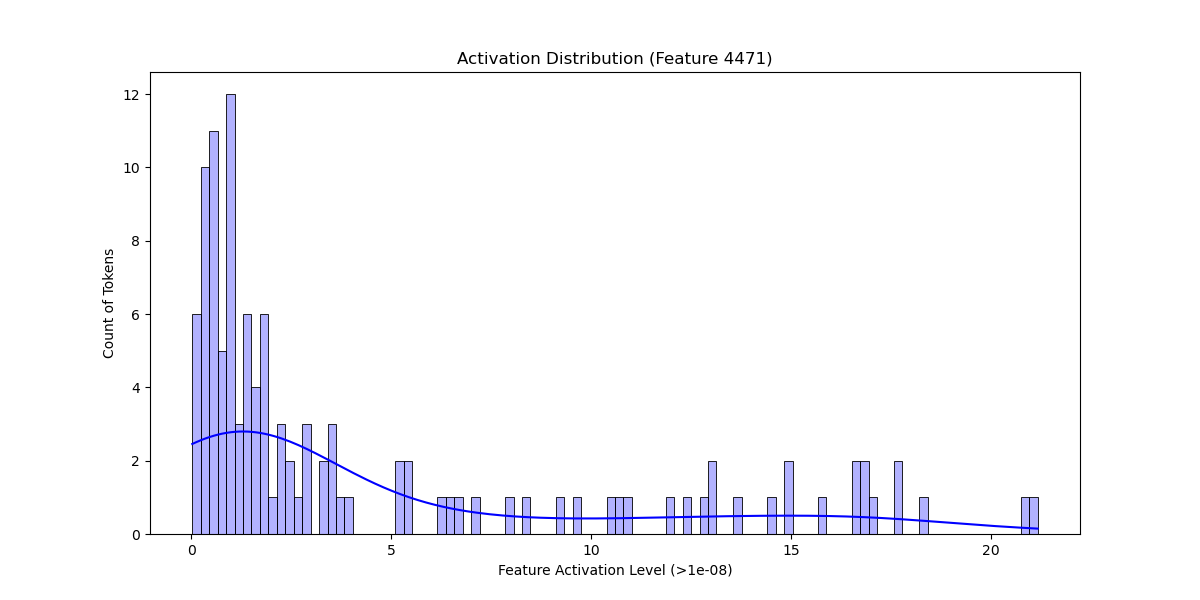 Activation Distribution (Feature 4471)
Count of Tokens
12
10
8
6
4
2
0
0 5 10 15 20
Feature Activation Level (>1e-08)